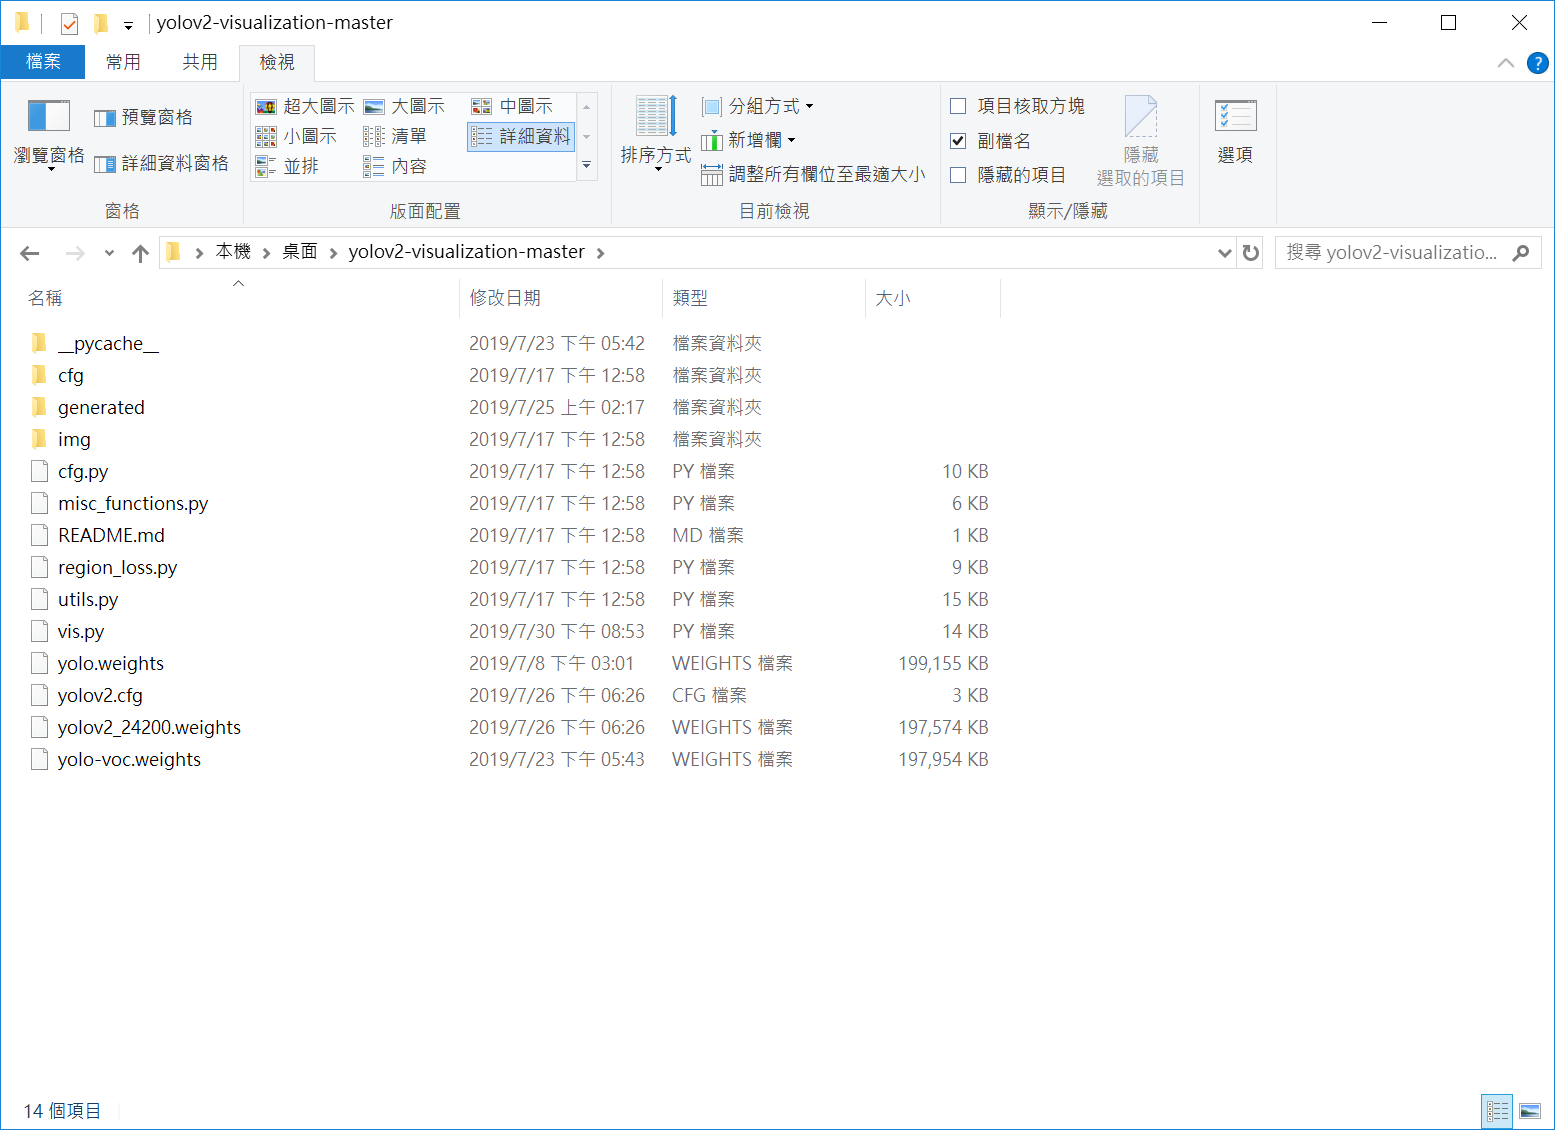 yolov2-visualization-master
檔案 常用 共用 檢視
瀏覽窗格
預覽窗格
詳細資料窗格
窗格
超大圖示 大圖示 中圖示
小圖示 清單 詳細資料
並排 內容
版面配置
排序方式
分組方式
新增欄
調整所有欄位至最適大小
目前檢視
項目核取方塊
副檔名
隱藏的項目
隱藏
選取的項目
顯示/隱藏
選項
本機 桌面 yolov2-visualization-master
搜尋 yolov2-visualizatio...
名稱 修改日期 類型 大小
__pycache__ 2019/7/23 下午 05:42 檔案資料夾
cfg 2019/7/17 下午 12:58 檔案資料夾
generated 2019/7/25 上午 02:17 檔案資料夾
img 2019/7/17 下午 12:58 檔案資料夾
cfg.py 2019/7/17 下午 12:58 PY 檔案 10 KB
misc_functions.py 2019/7/17 下午 12:58 PY 檔案 6 KB
README.md 2019/7/17 下午 12:58 MD 檔案 1 KB
region_loss.py 2019/7/17 下午 12:58 PY 檔案 9 KB
utils.py 2019/7/17 下午 12:58 PY 檔案 15 KB
vis.py 2019/7/30 下午 08:53 PY 檔案 14 KB
yolo.weights 2019/7/8 下午 03:01 WEIGHTS 檔案 199,155 KB
yolov2.cfg 2019/7/26 下午 06:26 CFG 檔案 3 KB
yolov2_24200.weights 2019/7/26 下午 06:26 WEIGHTS 檔案 197,574 KB
yolo-voc.weights 2019/7/23 下午 05:43 WEIGHTS 檔案 197,954 KB
14 個項目